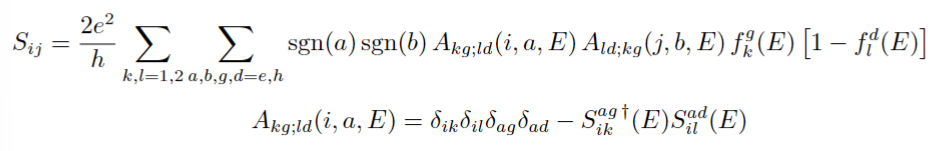 S_{ij} = \frac{2e^2}{h} \sum_{k,l=1,2} \sum_{a,b,g,d=e,h} \mathrm{sgn}(a)\,\mathrm{sgn}(b)\, A_{kg;ld}(i,a,E)\, A_{ld;kg}(j,b,E)\, f_k^g(E) \left[1 - f_l^d(E)\right]
A_{kg;ld}(i,a,E) = \delta_{ik}\delta_{il}\delta_{ag}\delta_{ad} - S_{ik}^{ag\,\dagger}(E) S_{il}^{ad}(E)